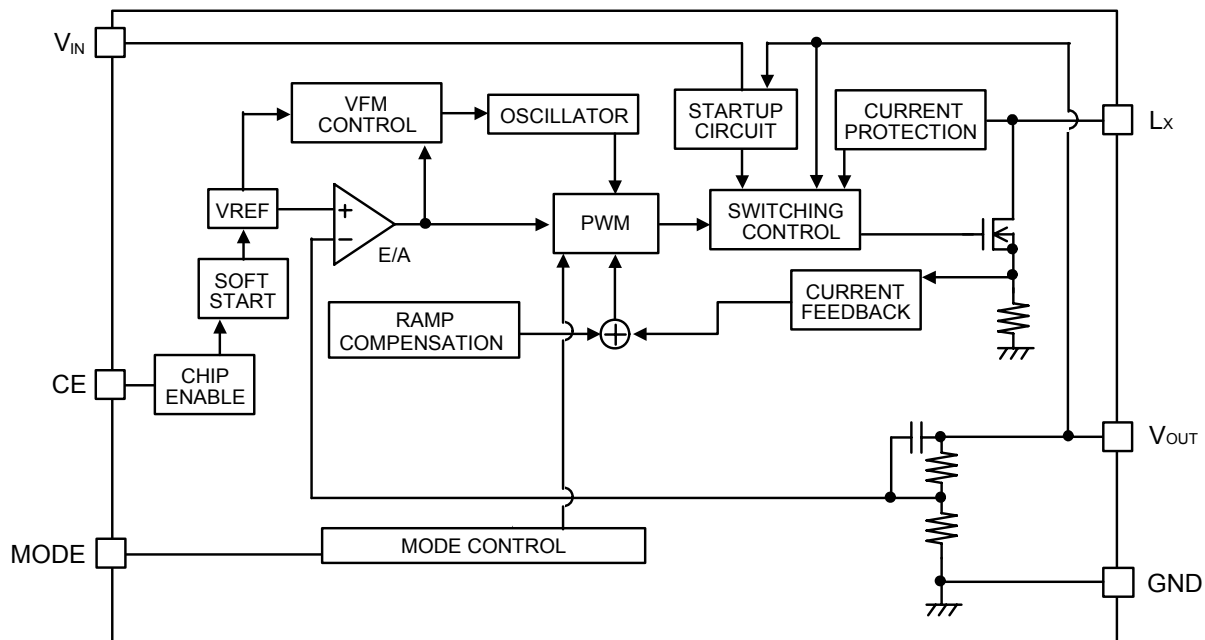 VIN
VFM
CONTROL
OSCILLATOR
STARTUP
CIRCUIT
CURRENT
PROTECTION
LX
VREF
+
−
E/A
PWM
SWITCHING
CONTROL
SOFT
START
RAMP
COMPENSATION
CURRENT
FEEDBACK
CE
CHIP
ENABLE
VOUT
MODE
MODE CONTROL
GND